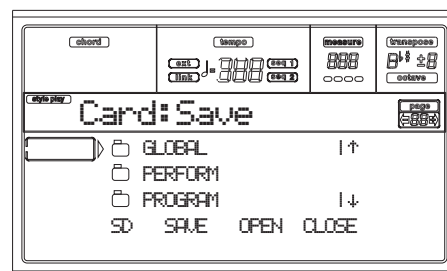 chord tempo measure transpose
ext seq 1
link ♩= seq 2
octave
style play page
Card:Save
GLOBAL |↑
PERFORM
PROGRAM |↓
SD SAVE OPEN CLOSE